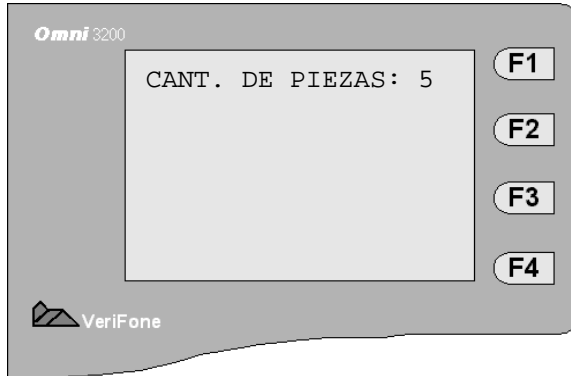 Omni 3200
CANT. DE PIEZAS: 5
F1
F2
F3
F4
VeriFone